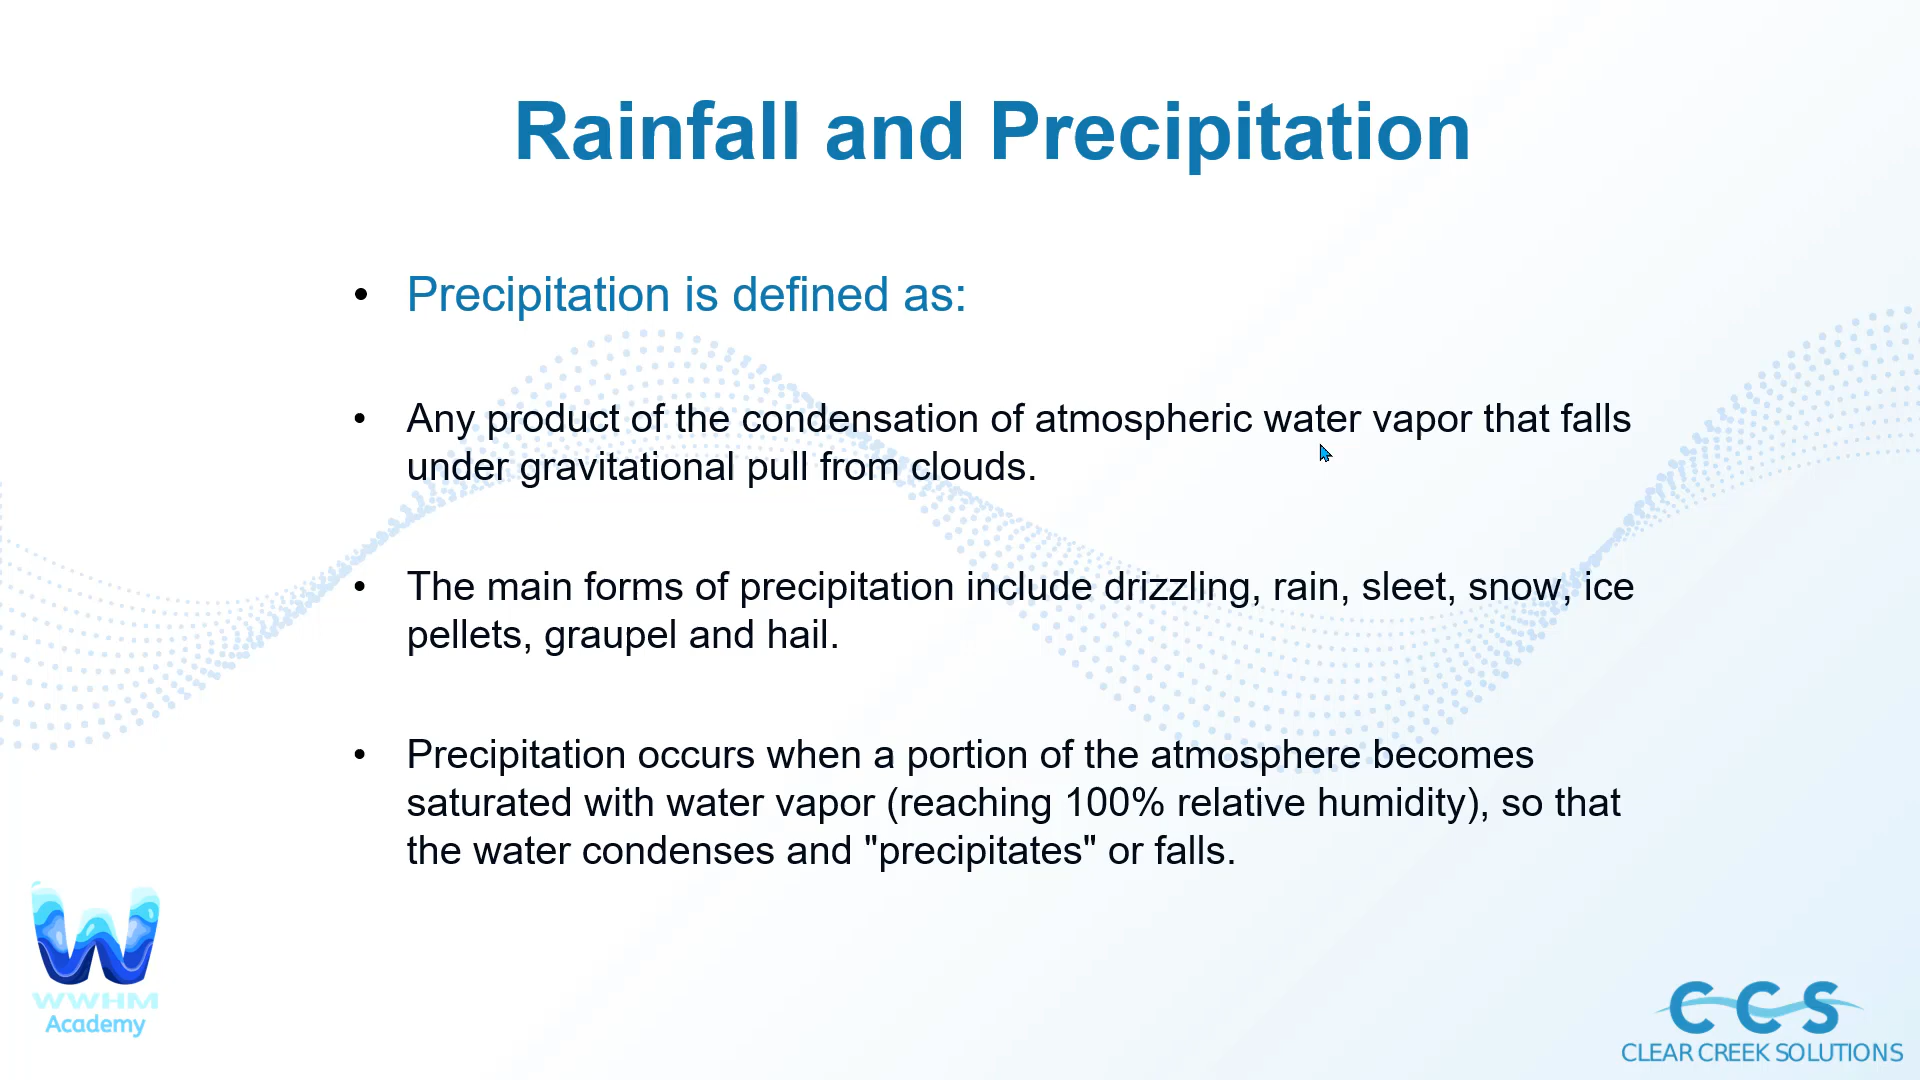 Rainfall and Precipitation
• Precipitation is defined as:
• Any product of the condensation of atmospheric water vapor that falls
under gravitational pull from clouds.
• The main forms of precipitation include drizzling, rain, sleet, snow, ice
pellets, graupel and hail.
• Precipitation occurs when a portion of the atmosphere becomes
saturated with water vapor (reaching 100% relative humidity), so that
the water condenses and "precipitates" or falls.
W
WWHM
Academy
CCS
CLEAR CREEK SOLUTIONS